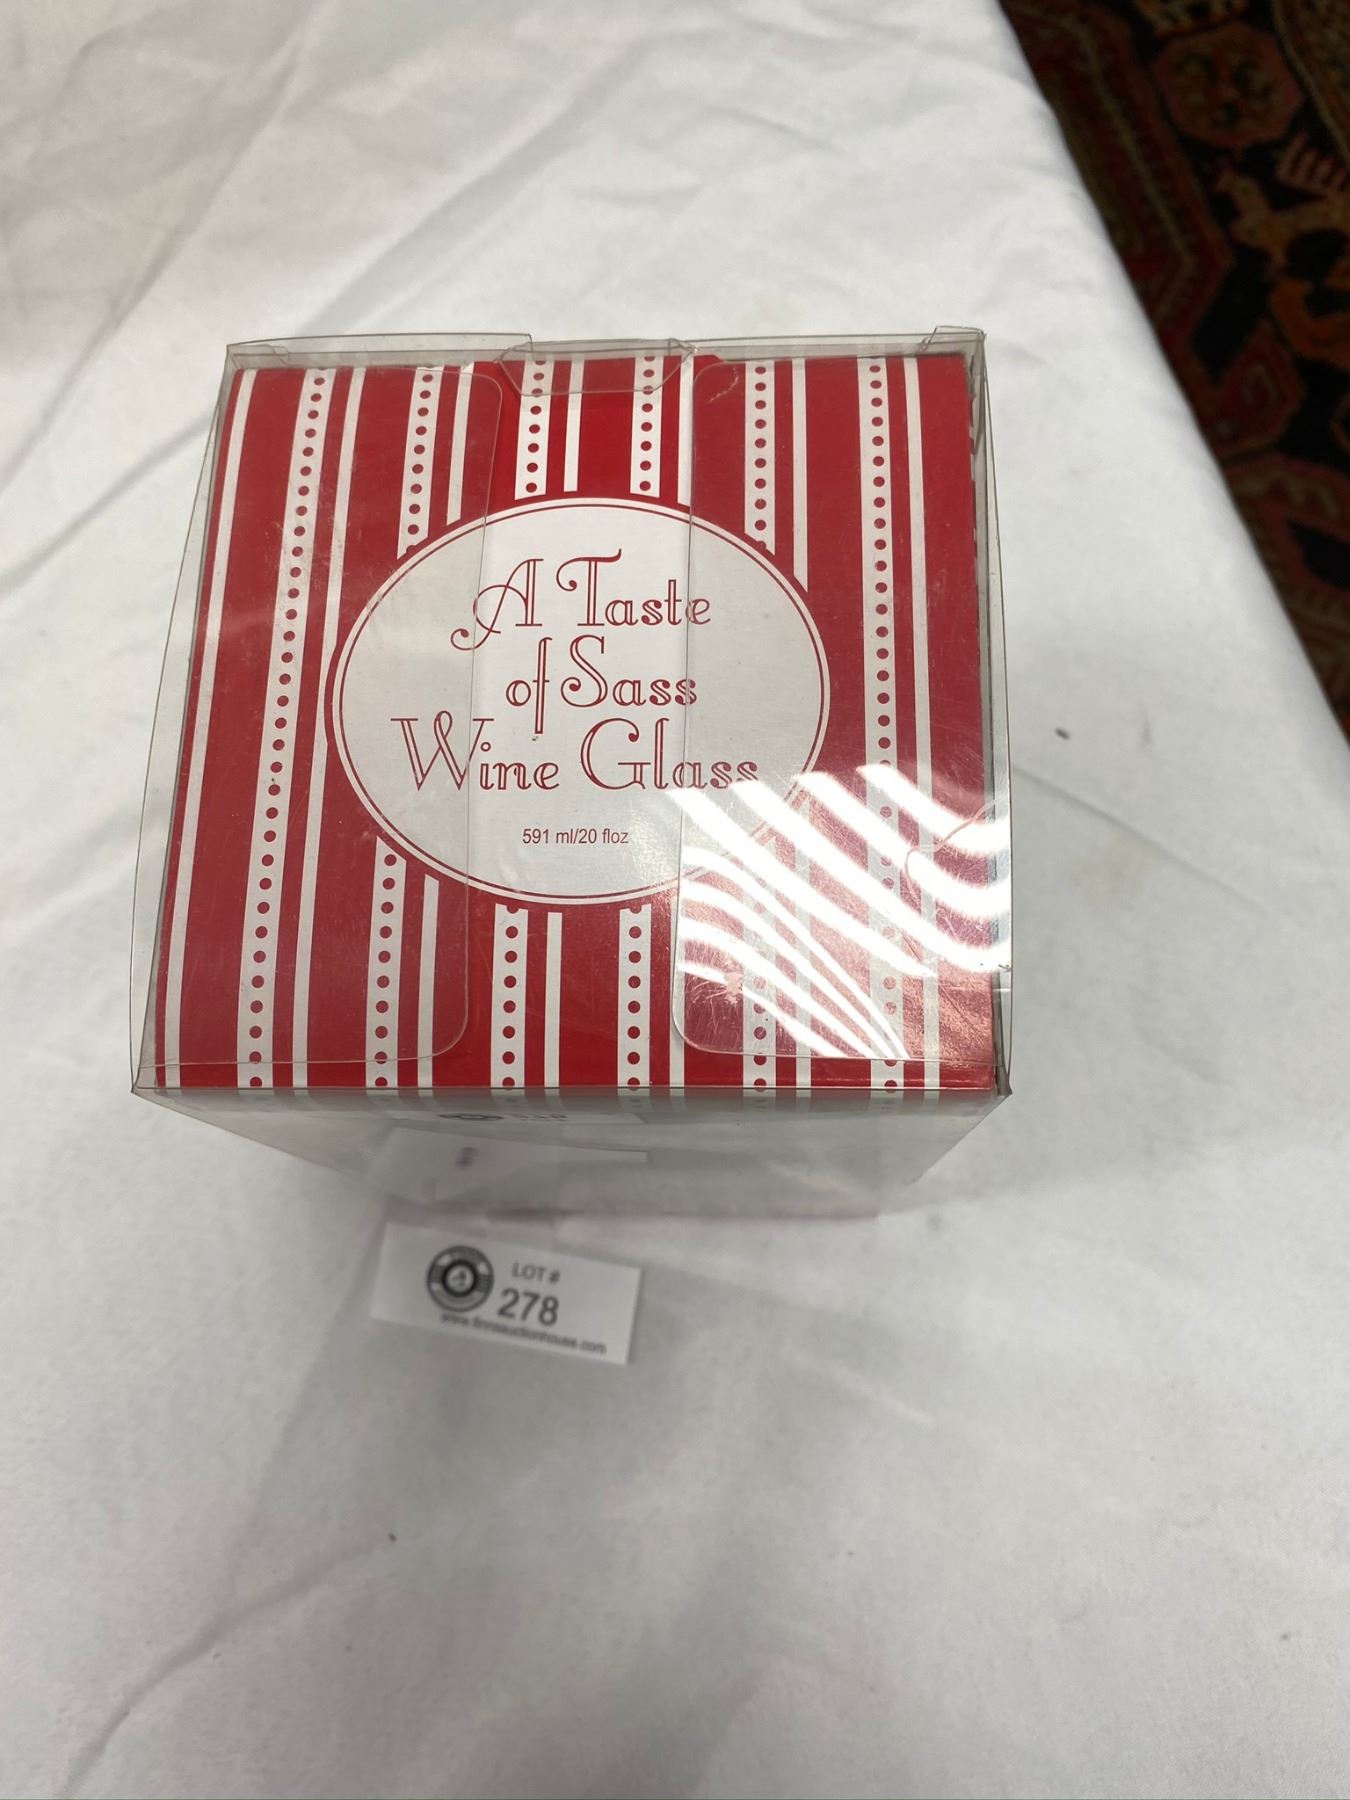 A Taste
of Sass
Wine Glass
591 ml/20 floz
LOT #
278